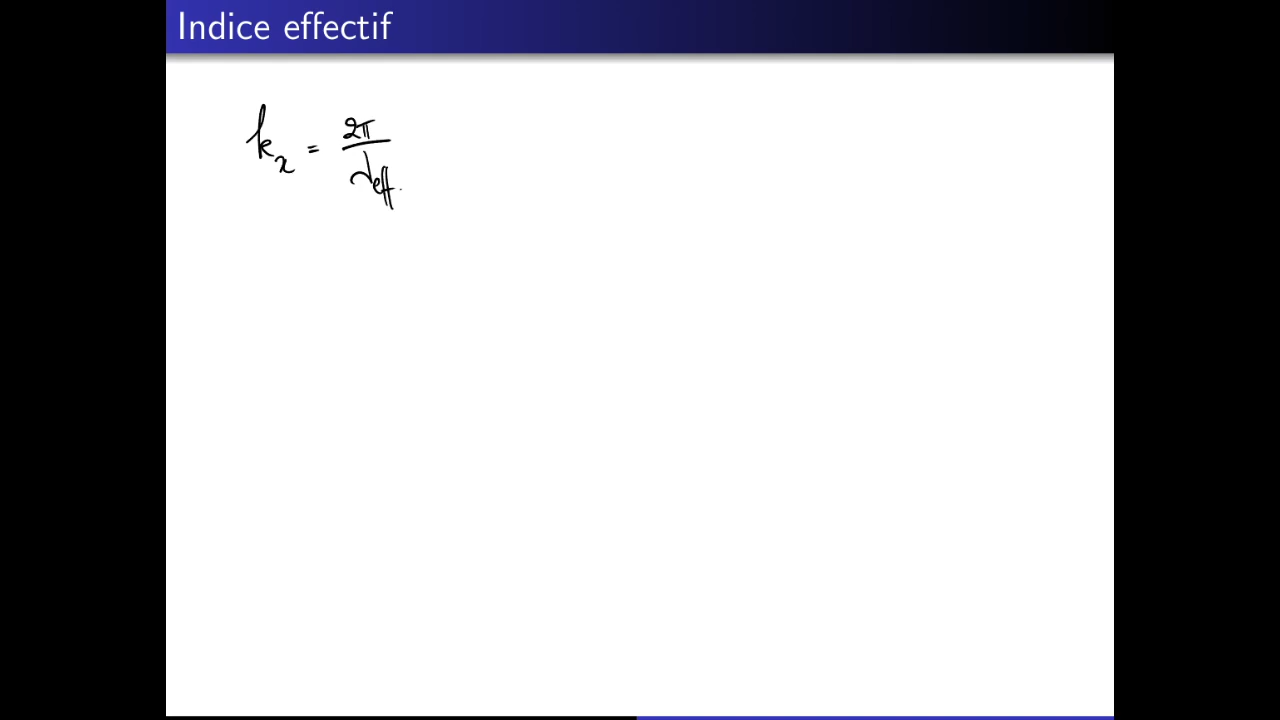 Indice effectif
k_x = 2π / λ_eff.